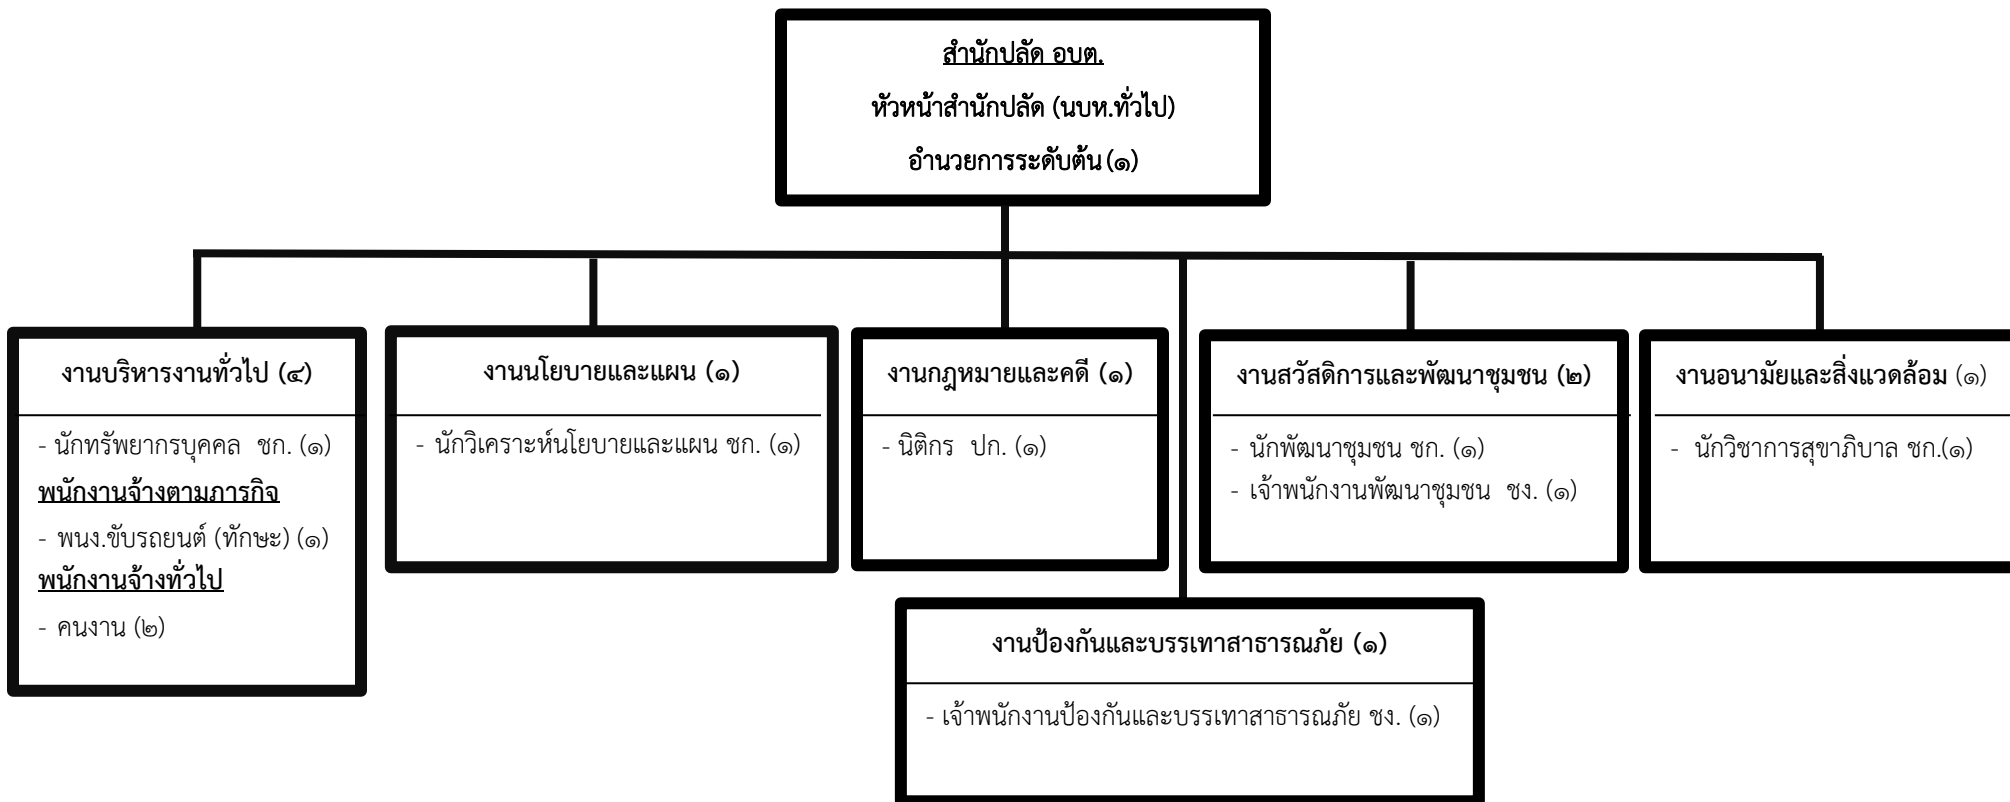 สำนักปลัด อบต.
หัวหน้าสำนักปลัด (นบห.ทั่วไป)
อำนวยการระดับต้น (๑)
งานบริหารงานทั่วไป (๔)
- นักทรัพยากรบุคคล ชก. (๑)
พนักงานจ้างตามภารกิจ
- พนง.ขับรถยนต์ (ทักษะ) (๑)
พนักงานจ้างทั่วไป
- คนงาน (๒)
งานนโยบายและแผน (๑)
- นักวิเคราะห์นโยบายและแผน ชก. (๑)
งานกฎหมายและคดี (๑)
- นิติกร ปก. (๑)
งานสวัสดิการและพัฒนาชุมชน (๒)
- นักพัฒนาชุมชน ชก. (๑)
- เจ้าพนักงานพัฒนาชุมชน ชง. (๑)
งานอนามัยและสิ่งแวดล้อม (๑)
- นักวิชาการสุขาภิบาล ชก.(๑)
งานป้องกันและบรรเทาสาธารณภัย (๑)
- เจ้าพนักงานป้องกันและบรรเทาสาธารณภัย ชง. (๑)